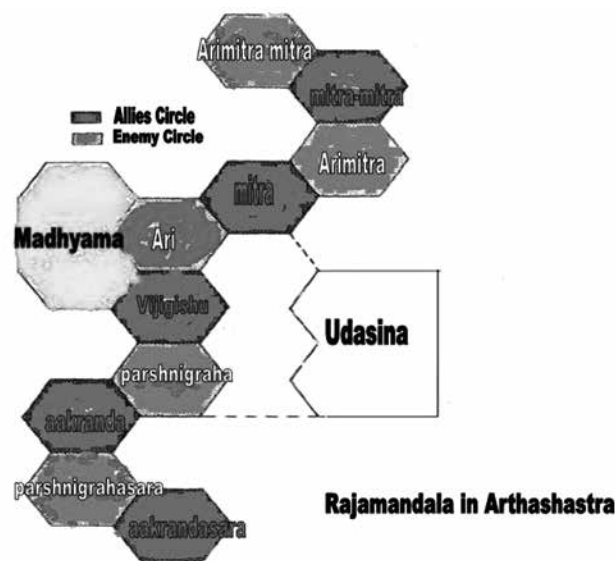 Arimitra mitra
mitra-mitra
Allies Circle
Enemy Circle
Arimitra
mitra
Madhyama
Ari
Vijigishu
Udasina
parshnigraha
aakranda
parshnigrahasara
Rajamandala in Arthashastra
aakrandasara